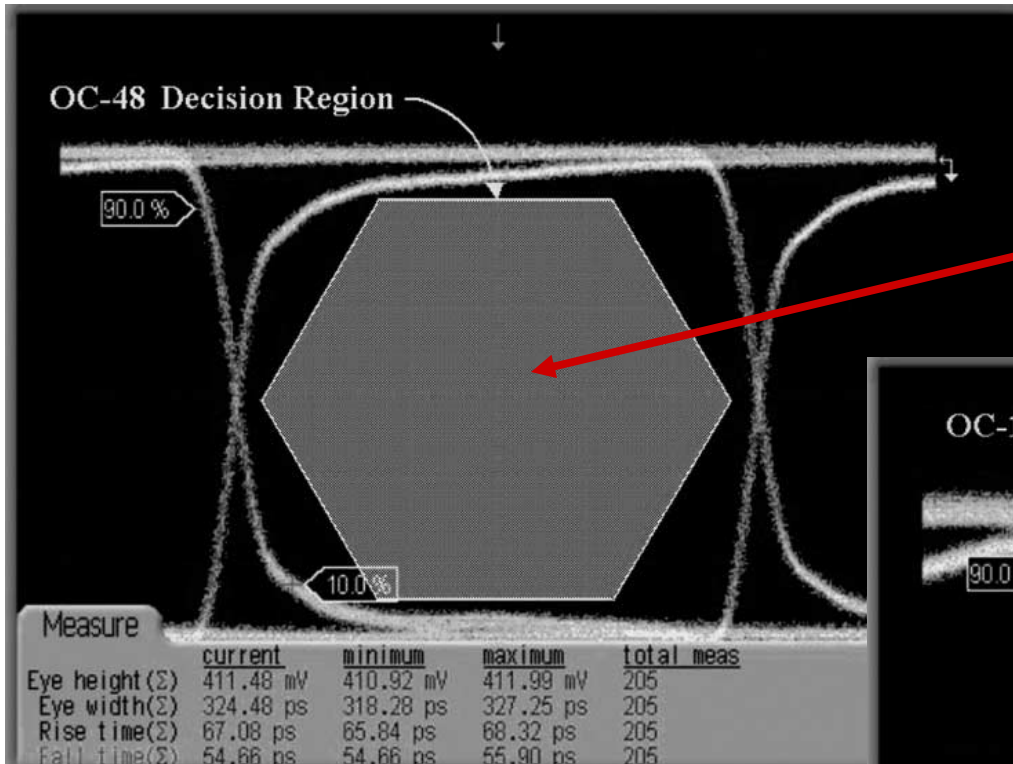 OC-48 Decision Region
90.0 %
OC-
90.0
10.0 %
Measure
current minimum maximum total meas
Eye height(Σ) 411.48 mV 410.92 mV 411.99 mV 205
Eye width(Σ) 324.48 ps 318.28 ps 327.25 ps 205
Rise time(Σ) 67.08 ps 65.84 ps 68.32 ps 205
Fall time(Σ) 54.66 ps 54.66 ps 55.90 ps 205